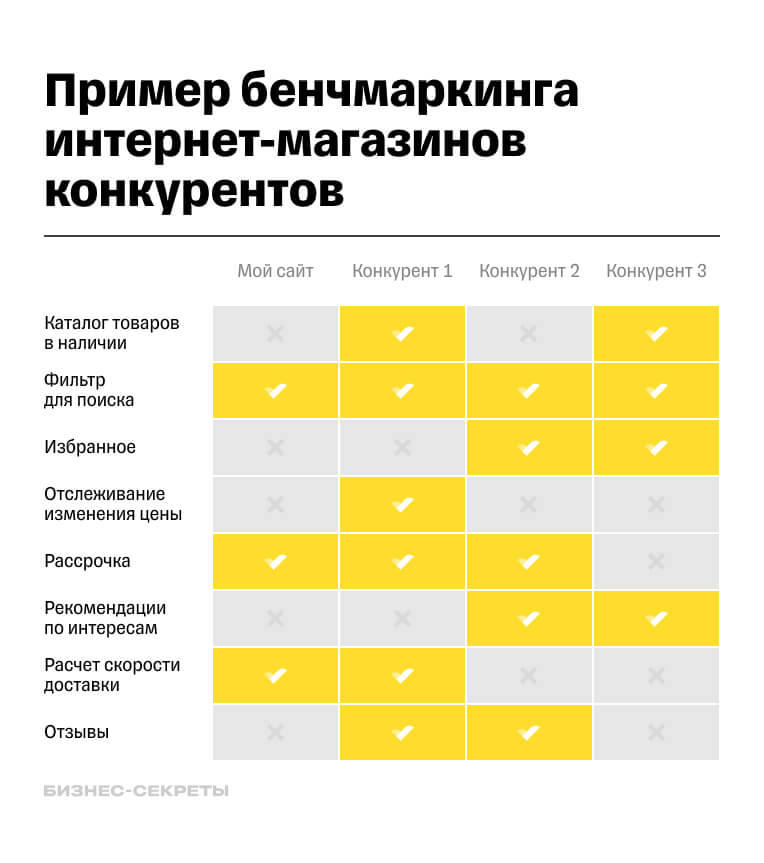 Пример бенчмаркинга
интернет-магазинов
конкурентов
Мой сайт Конкурент 1 Конкурент 2 Конкурент 3
Каталог товаров
в наличии
Фильтр
для поиска
Избранное
Отслеживание
изменения цены
Рассрочка
Рекомендации
по интересам
Расчет скорости
доставки
Отзывы
БИЗНЕС-СЕКРЕТЫ